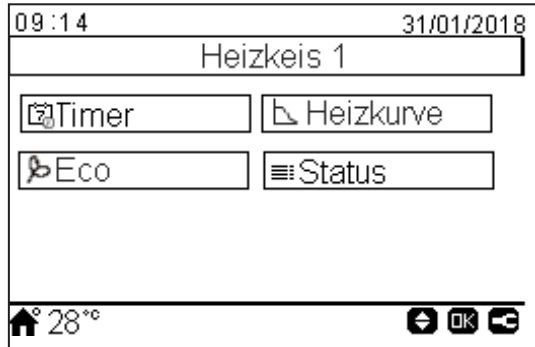 09:14 31/01/2018
Heizkeis 1
Timer Heizkurve
Eco Status
28°C
OK